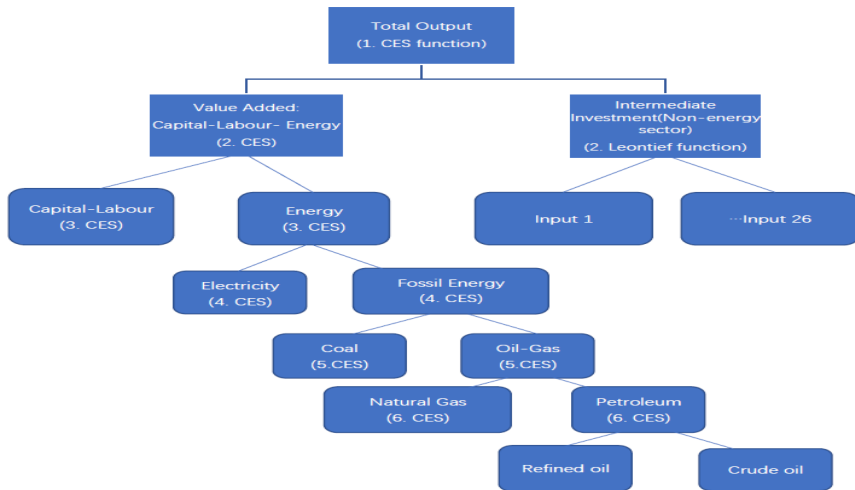 Total Output
(1. CES function)
Value Added:
Capital-Labour- Energy
(2. CES)
Intermediate
Investment(Non-energy
sector)
(2. Leontief function)
Capital-Labour
(3. CES)
Energy
(3. CES)
Input 1
···Input 26
Electricity
(4. CES)
Fossil Energy
(4. CES)
Coal
(5.CES)
Oil-Gas
(5.CES)
Natural Gas
(6. CES)
Petroleum
(6. CES)
Refined oil
Crude oil